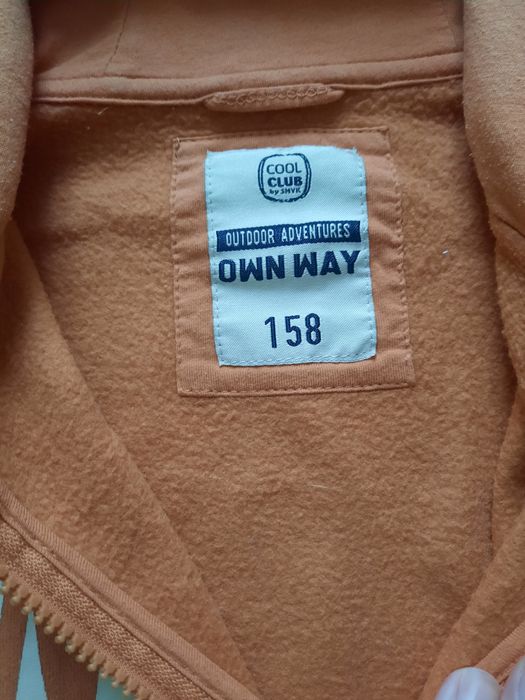 COOL
CLUB
by SMYK
OUTDOOR ADVENTURES
OWN WAY
158